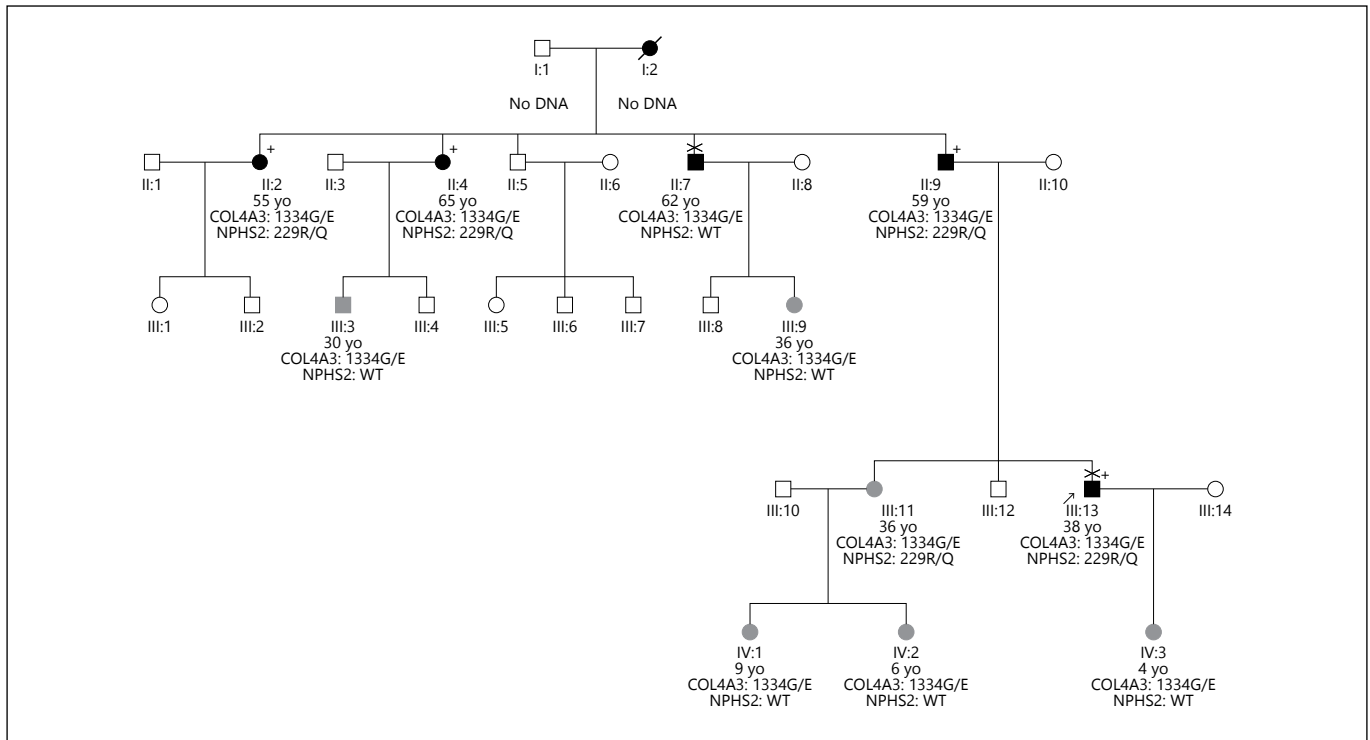 I:1 I:2
No DNA No DNA
+ + +
II:1 II:2 II:3 II:4 II:5 II:6 II:7 II:8 II:9 II:10
55 yo 65 yo 62 yo 59 yo
COL4A3: 1334G/E COL4A3: 1334G/E COL4A3: 1334G/E COL4A3: 1334G/E
NPHS2: 229R/Q NPHS2: 229R/Q NPHS2: WT NPHS2: 229R/Q
III:1 III:2 III:3 III:4 III:5 III:6 III:7 III:8 III:9
30 yo 36 yo
COL4A3: 1334G/E COL4A3: 1334G/E
NPHS2: WT NPHS2: WT
+
III:10 III:11 III:12 III:13 III:14
36 yo 38 yo
COL4A3: 1334G/E COL4A3: 1334G/E
NPHS2: 229R/Q NPHS2: 229R/Q
IV:1 IV:2 IV:3
9 yo 6 yo 4 yo
COL4A3: 1334G/E COL4A3: 1334G/E COL4A3: 1334G/E
NPHS2: WT NPHS2: WT NPHS2: WT